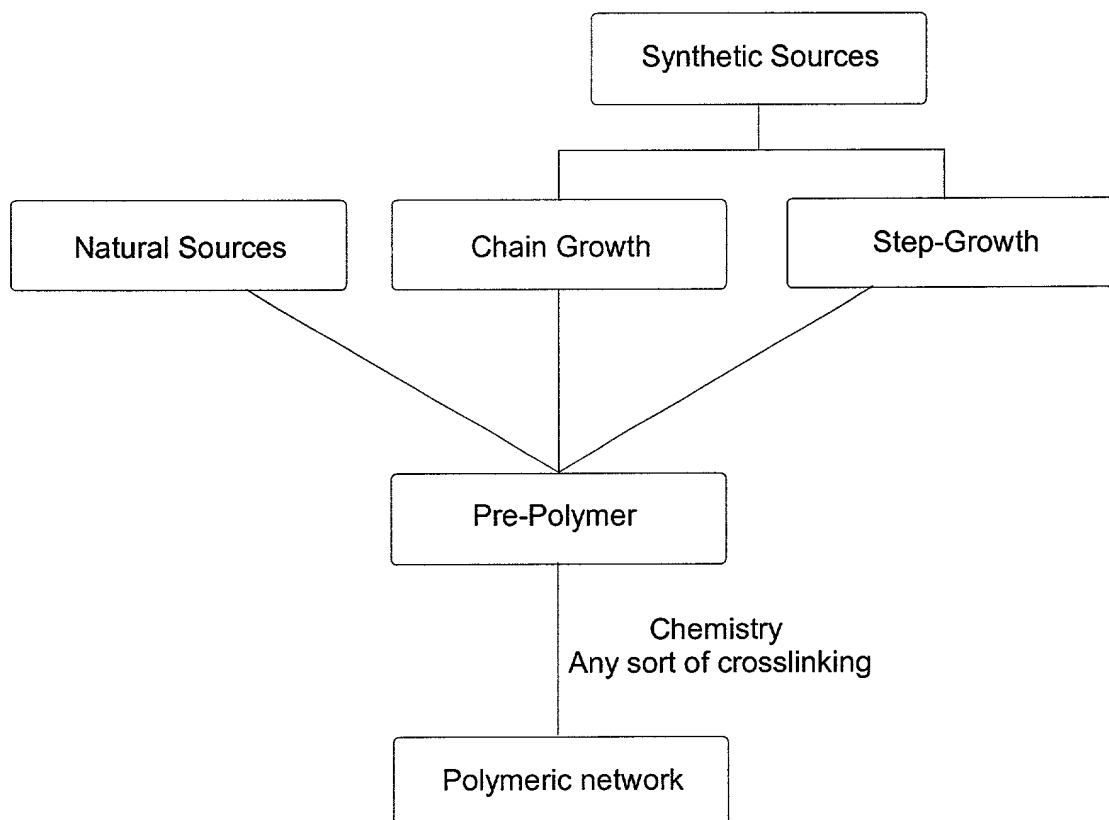 Synthetic Sources
Natural Sources
Chain Growth
Step-Growth
Pre-Polymer
Chemistry
Any sort of crosslinking
Polymeric network